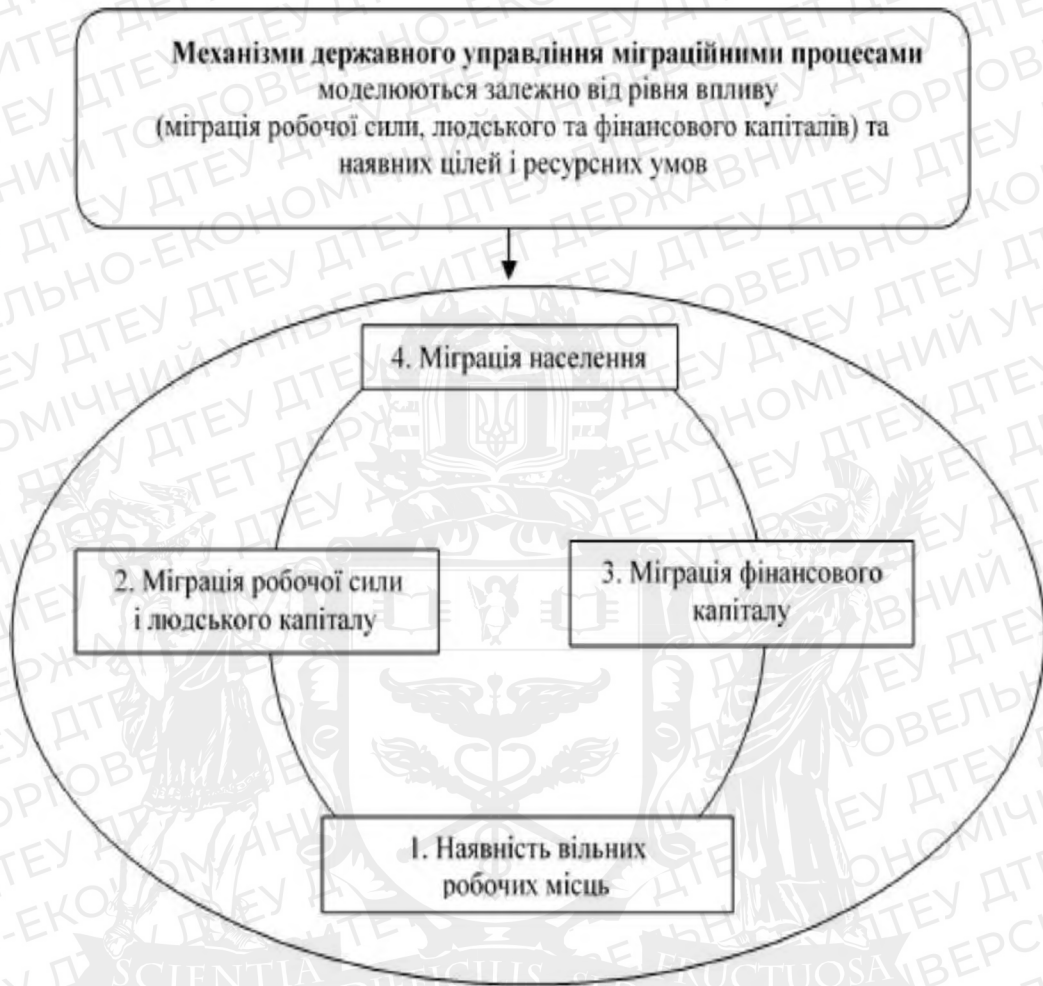 Механізми державного управління міграційними процесами
моделюються залежно від рівня впливу
(міграція робочої сили, людського та фінансового капіталів) та
наявних цілей і ресурсних умов
4. Міграція населення
2. Міграція робочої сили
і людського капіталу
3. Міграція фінансового
капіталу
1. Наявність вільних
робочих місць